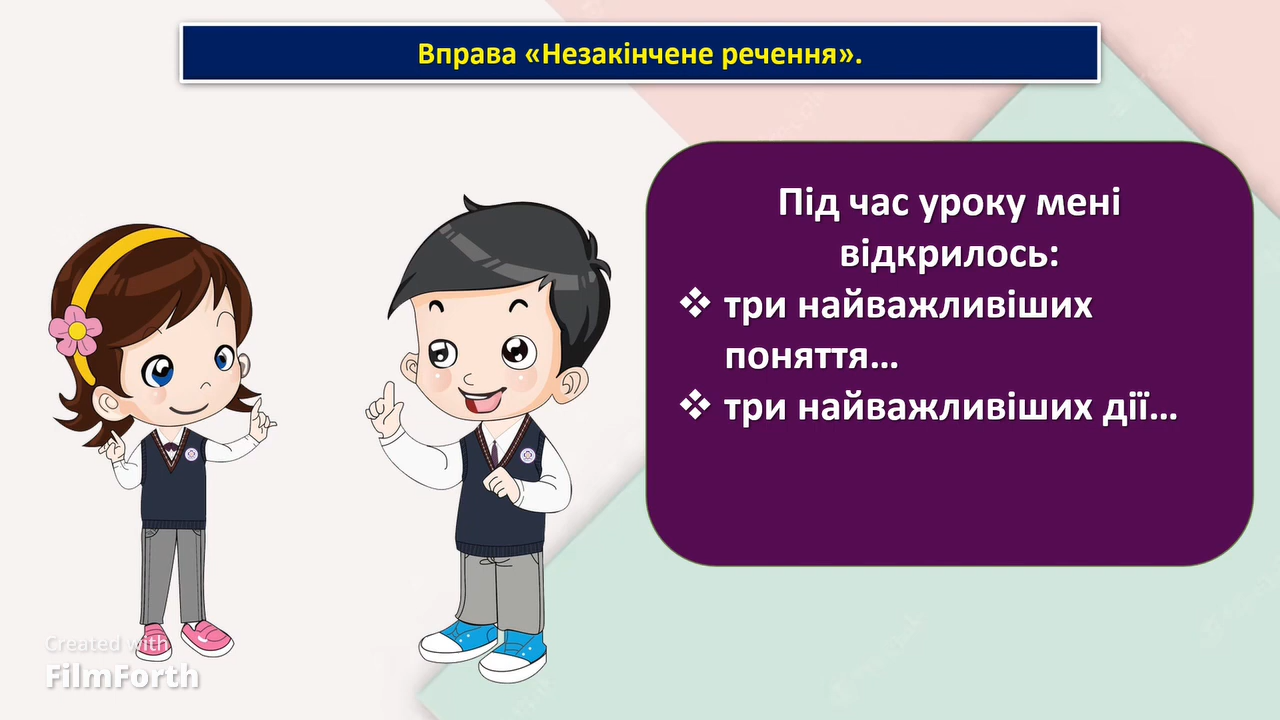 Вправа «Незакінчене речення».
Під час уроку мені
відкрилось:
❖ три найважливіших
поняття...
❖ три найважливіших дії...
Created with
FilmForth